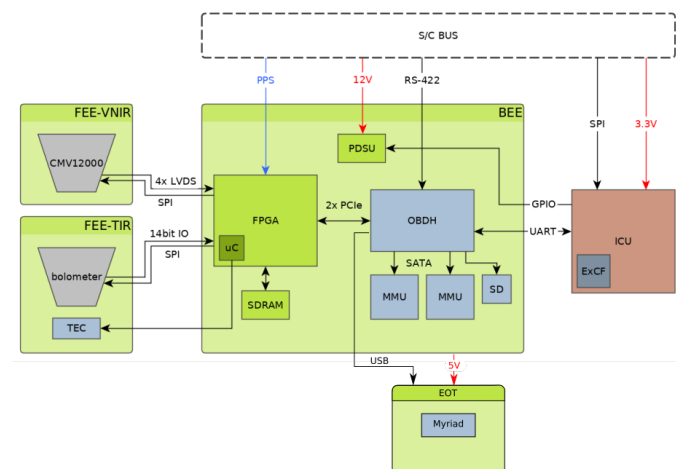 S/C BUS
PPS
12V
RS-422
SPI
3.3V
FEE-VNIR
CMV12000
4x LVDS
SPI
BEE
PDSU
FPGA
uC
2x PCIe
OBDH
GPIO
UART
ICU
ExCF
FEE-TIR
14bit IO
SPI
bolometer
TEC
SDRAM
SATA
MMU
MMU
SD
USB
5V
EOT
Myriad